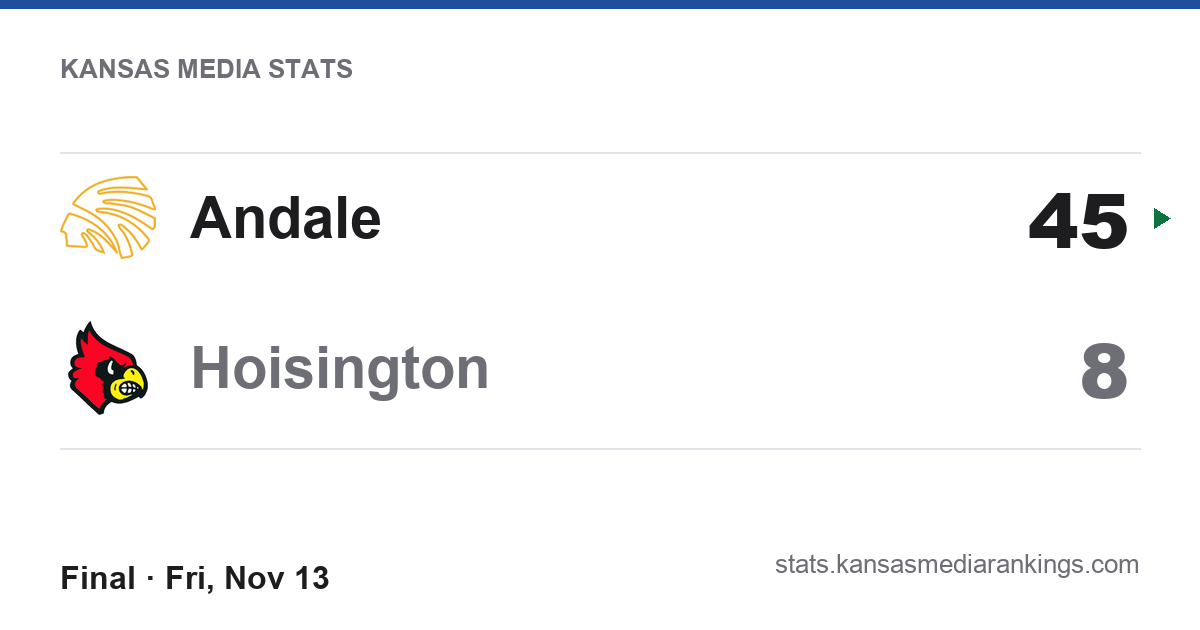 KANSAS MEDIA STATS
Andale 45
Hoisington 8
Final · Fri, Nov 13
stats.kansasmediarankings.com